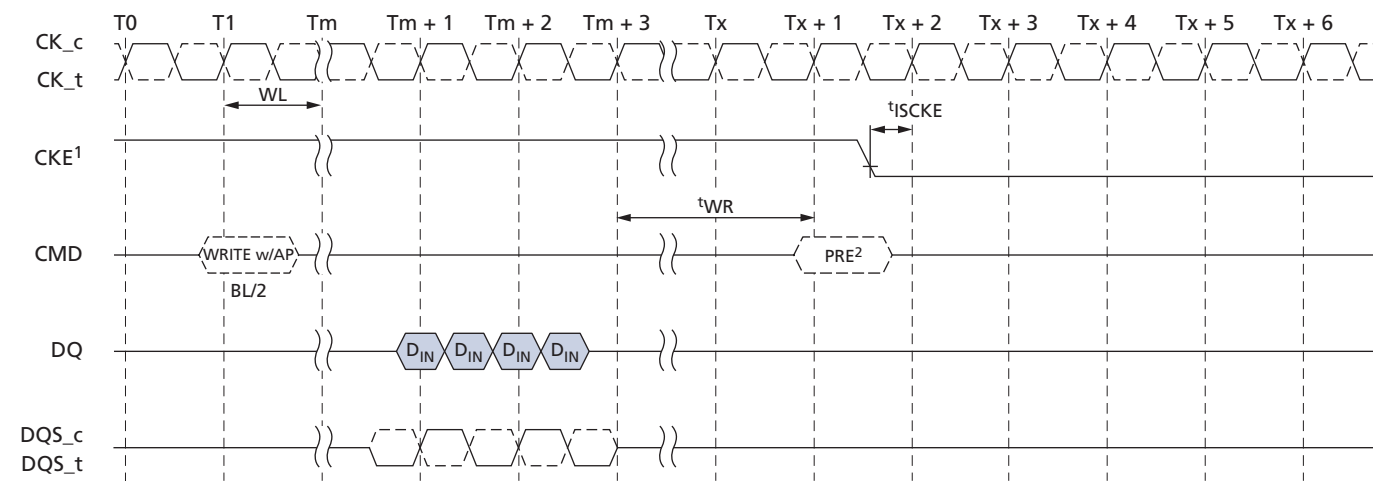 T0 T1 Tm Tm + 1 Tm + 2 Tm + 3 Tx Tx + 1 Tx + 2 Tx + 3 Tx + 4 Tx + 5 Tx + 6
CK_c
CK_t
WL
tISCKE
CKE1
tWR
CMD WRITE w/AP PRE2
BL/2
DQ DIN DIN DIN DIN
DQS_c
DQS_t